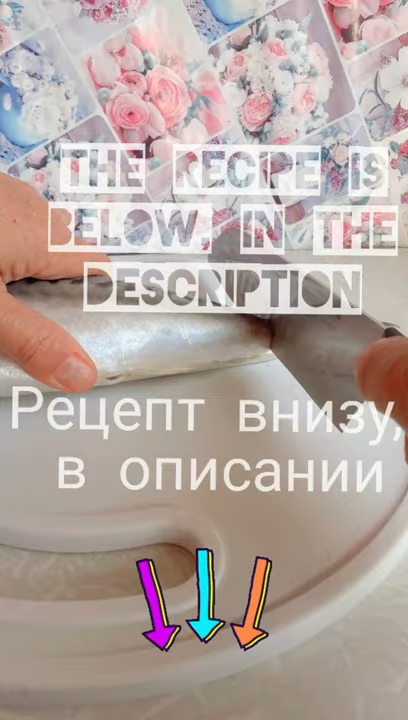 THE RECIPE IS
BELOW, IN THE
DESCRIPTION
Рецепт внизу,
в описании